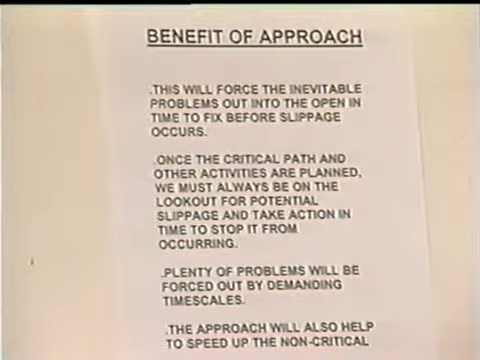 BENEFIT OF APPROACH
.THIS WILL FORCE THE INEVITABLE
PROBLEMS OUT INTO THE OPEN IN
TIME TO FIX BEFORE SLIPPAGE
OCCURS.
.ONCE THE CRITICAL PATH AND
OTHER ACTIVITIES ARE PLANNED,
WE MUST ALWAYS BE ON THE
LOOKOUT FOR POTENTIAL
SLIPPAGE AND TAKE ACTION IN
TIME TO STOP IT FROM
OCCURRING.
.PLENTY OF PROBLEMS WILL BE
FORCED OUT BY DEMANDING
TIMESCALES.
.THE APPROACH WILL ALSO HELP
TO SPEED UP THE NON-CRITICAL